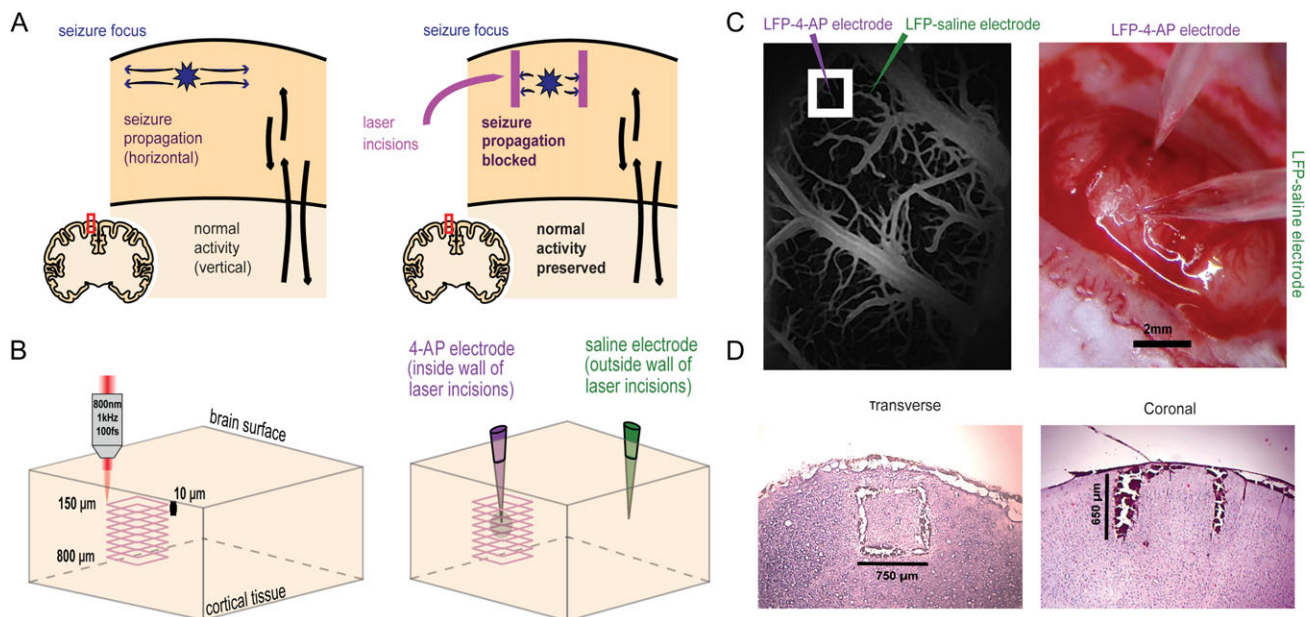 A
seizure focus
seizure
propagation
(horizontal)
normal
activity
(vertical)
seizure focus
laser
incisions
seizure
propagation
blocked
normal
activity
preserved
B
800nm
1kHz
100fs
brain surface
150 µm
10 µm
800 µm
cortical tissue
4-AP electrode
(inside wall of
laser incisions)
saline electrode
(outside wall of
laser incisions)
C
LFP-4-AP electrode
LFP-saline electrode
LFP-4-AP electrode
LFP-saline electrode
2mm
D
Transverse
750 µm
Coronal
650 µm